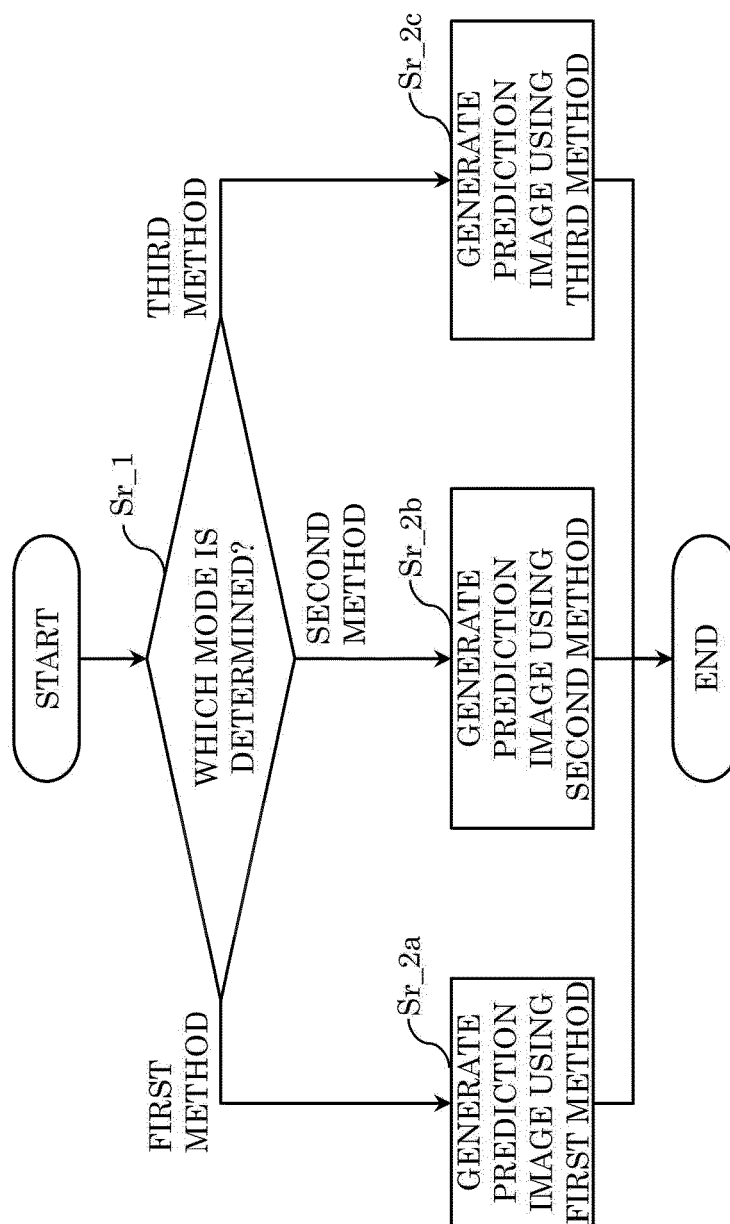 START
Sr_1
WHICH MODE IS
DETERMINED?
FIRST
METHOD
SECOND
METHOD
THIRD
METHOD
Sr_2a
GENERATE
PREDICTION
IMAGE USING
FIRST METHOD
Sr_2b
GENERATE
PREDICTION
IMAGE USING
SECOND METHOD
Sr_2c
GENERATE
PREDICTION
IMAGE USING
THIRD METHOD
END